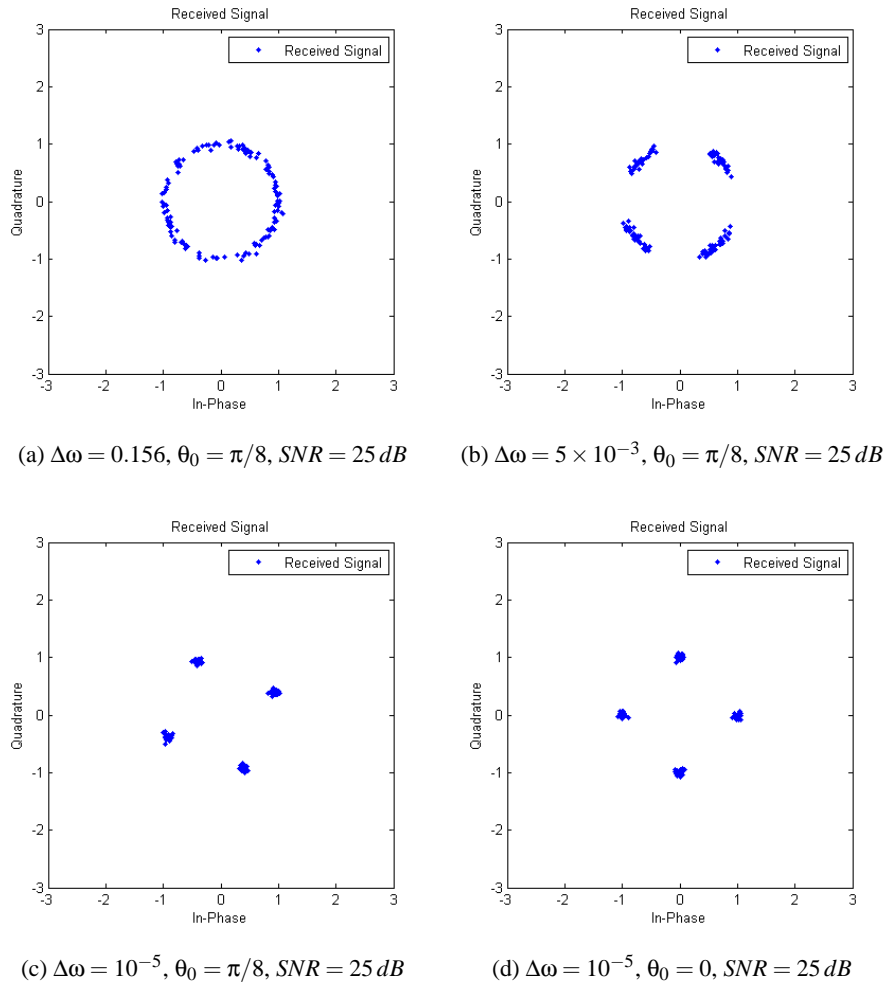 Received Signal
Received Signal
3
2
1
0
-1
-2
-3
Quadrature
-3 -2 -1 0 1 2 3
In-Phase
(a) Δω = 0.156, θ0 = π/8, SNR = 25 dB
Received Signal
Received Signal
3
2
1
0
-1
-2
-3
Quadrature
-3 -2 -1 0 1 2 3
In-Phase
(b) Δω = 5 × 10−3, θ0 = π/8, SNR = 25 dB
Received Signal
Received Signal
3
2
1
0
-1
-2
-3
Quadrature
-3 -2 -1 0 1 2 3
In-Phase
(c) Δω = 10−5, θ0 = π/8, SNR = 25 dB
Received Signal
Received Signal
3
2
1
0
-1
-2
-3
Quadrature
-3 -2 -1 0 1 2 3
In-Phase
(d) Δω = 10−5, θ0 = 0, SNR = 25 dB